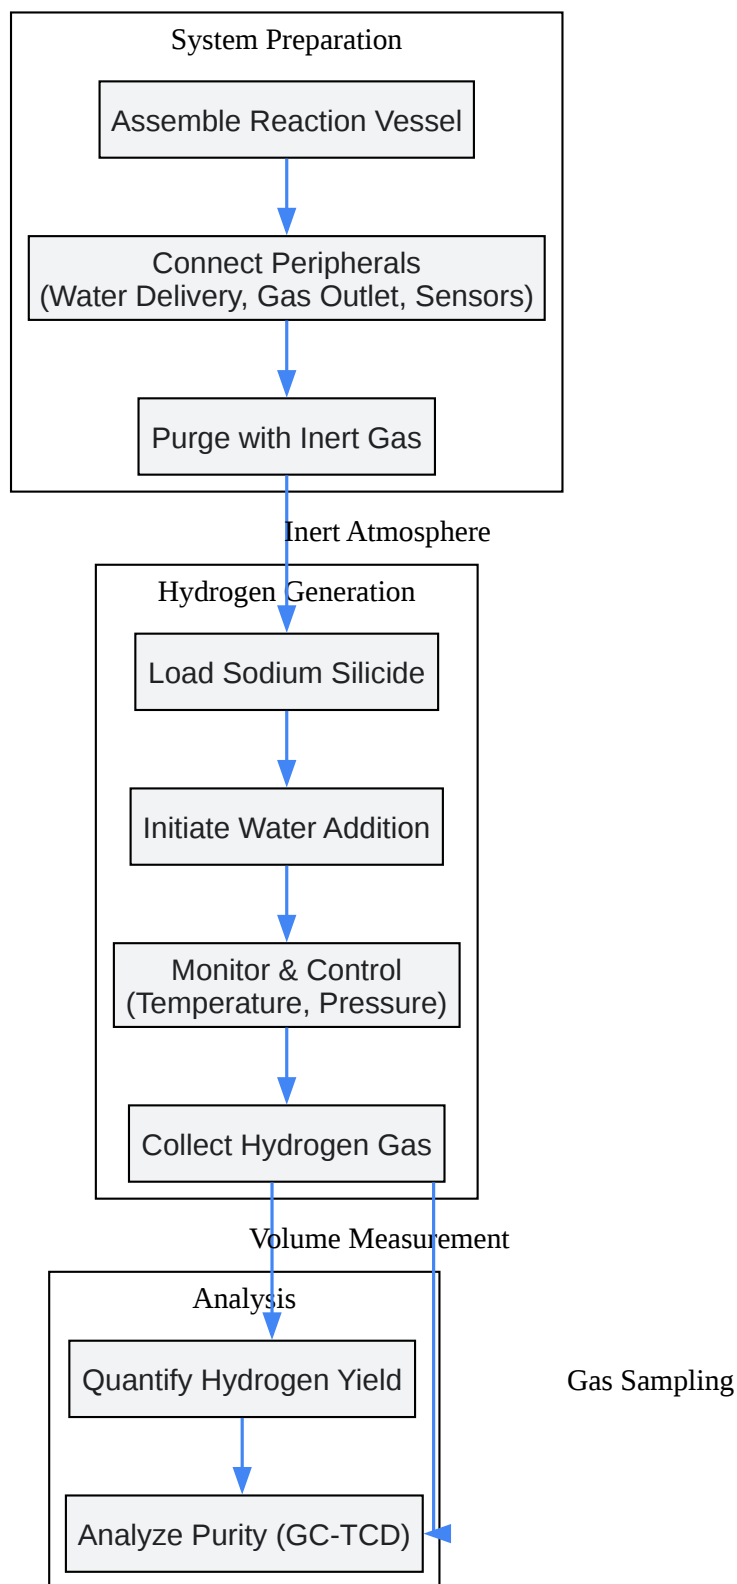 System Preparation
Assemble Reaction Vessel
Connect Peripherals
(Water Delivery, Gas Outlet, Sensors)
Purge with Inert Gas
Inert Atmosphere
Hydrogen Generation
Load Sodium Silicide
Initiate Water Addition
Monitor & Control
(Temperature, Pressure)
Collect Hydrogen Gas
Volume Measurement
Analysis
Quantify Hydrogen Yield
Gas Sampling
Analyze Purity (GC-TCD)